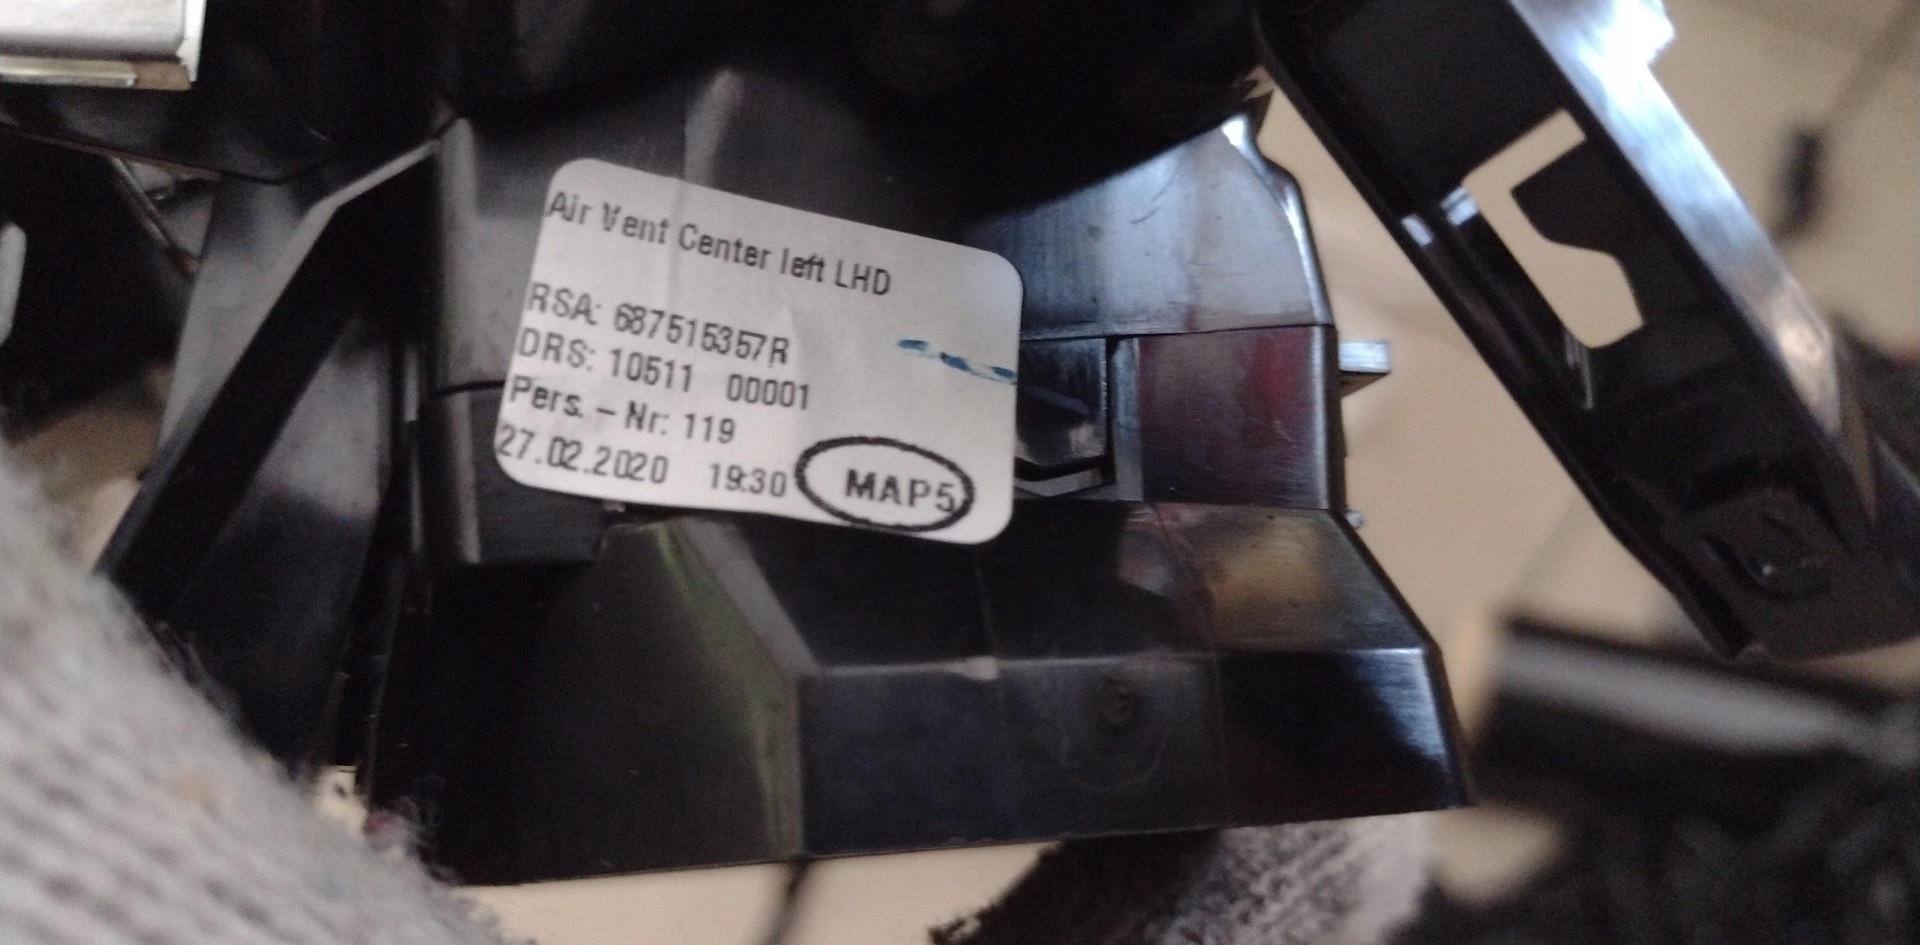 Air Vent Center left LHD
RSA: 687515357R
DRS: 10511 00001
Pers. - Nr: 119
27.02.2020 19:30 MAP5